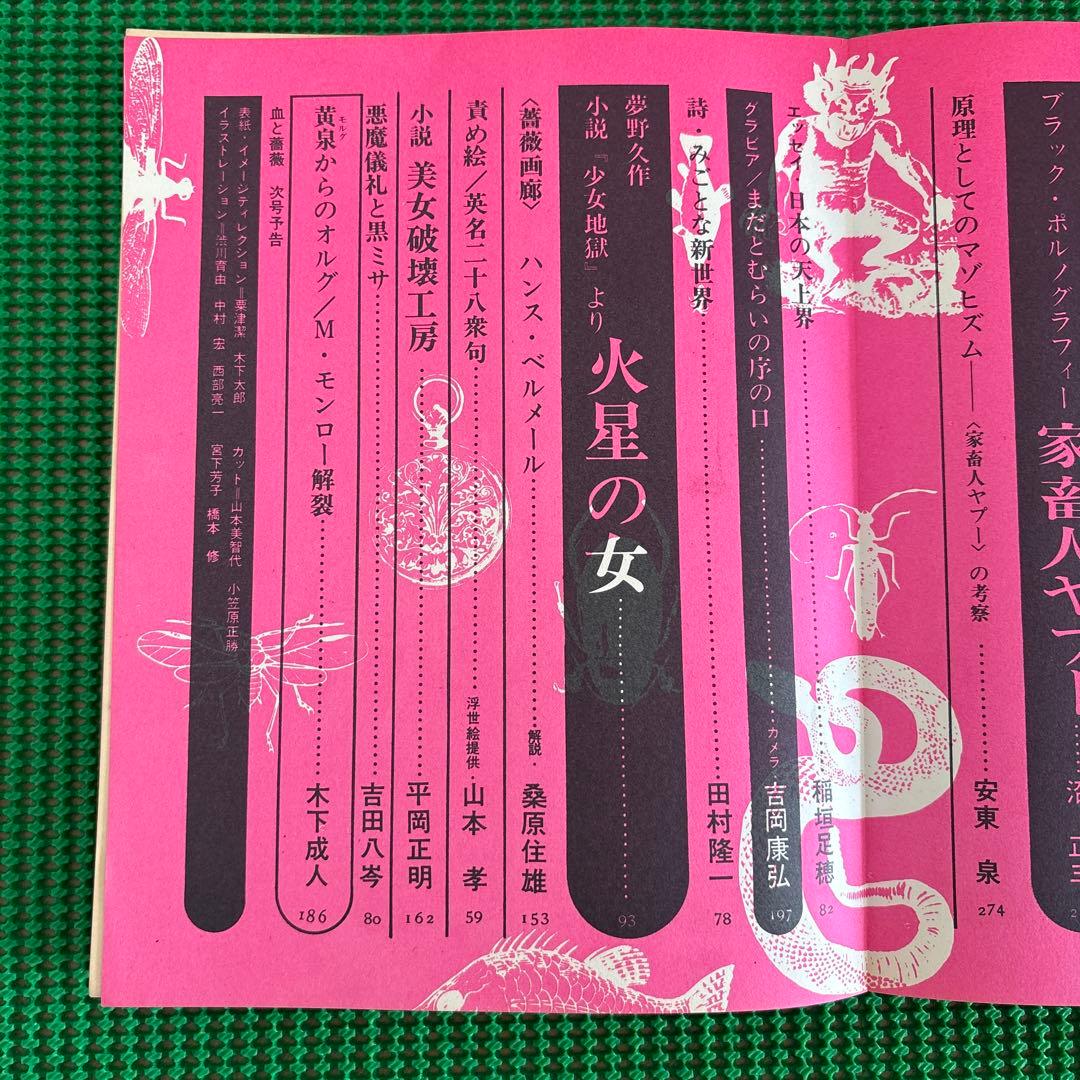 ブラック・ポルノグラフィー 家畜人ヤプー
原理としてのマゾヒズム――〈家畜人ヤプー〉の考察…………安東 泉 274
エッセイ・日本の天上界…………稲垣足穂 82
グラビア/まだとむらいの序の日…………カメラ・吉岡康弘 197
詩・みごとな新世界…………田村隆一 78
夢野久作
小説『少女地獄』より 火星の女………… 93
〈薔薇画廊〉 ハンス・ベルメール…………解説・桑原住雄 153
責め絵/英名二十八衆句…………浮世絵提供・山本 孝 59
小説 美女破壊工房…………平岡正明 162
悪魔儀礼と黒ミサ…………吉田八岑 80
黄泉からのオルグ/M・モンロー解裂…………木下成人 186
モルグ
血と薔薇 次号予告
表紙・イメージディレクション=粟津潔 木下太郎 カット=山本美智代 小笠原正勝
イラストレーション=渋川育由 中村 宏 西部亮一 宮下芳子 橋本 修